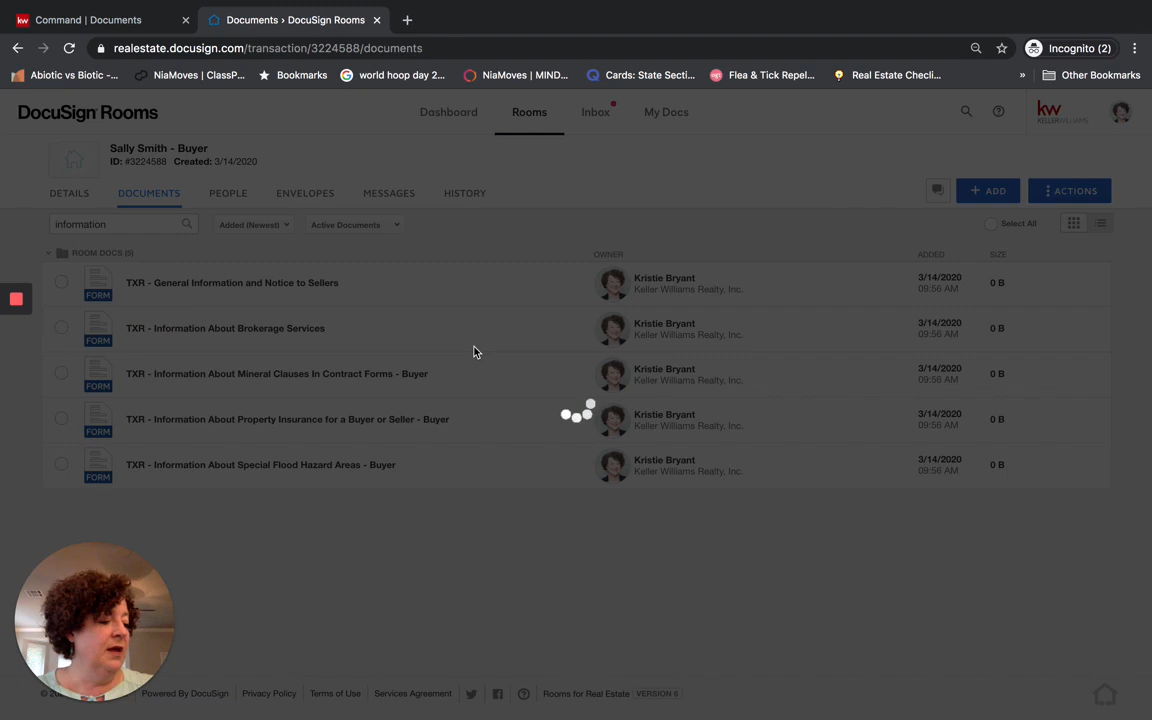 kw Command | Documents
Documents › DocuSign Rooms
realestate.docusign.com/transaction/3224588/documents
Incognito (2)
Abiotic vs Biotic -...
NiaMoves | ClassP...
Bookmarks
world hoop day 2...
NiaMoves | MIND...
Cards: State Secti...
Flea & Tick Repel...
Real Estate Checli...
»
Other Bookmarks
DocuSign Rooms
Dashboard
Rooms
Inbox
My Docs
kw
KELLERWILLIAMS
Sally Smith - Buyer
ID: #3224588 Created: 3/14/2020
DETAILS
DOCUMENTS
PEOPLE
ENVELOPES
MESSAGES
HISTORY
+ ADD
ACTIONS
information
Added (Newest)
Active Documents
Select All
ROOM DOCS (5)
OWNER
ADDED
SIZE
FORM
TXR - General Information and Notice to Sellers
Kristie Bryant
Keller Williams Realty, Inc.
3/14/2020
09:56 AM
0 B
FORM
TXR - Information About Brokerage Services
Kristie Bryant
Keller Williams Realty, Inc.
3/14/2020
09:56 AM
0 B
FORM
TXR - Information About Mineral Clauses In Contract Forms - Buyer
Kristie Bryant
Keller Williams Realty, Inc.
3/14/2020
09:56 AM
0 B
FORM
TXR - Information About Property Insurance for a Buyer or Seller - Buyer
Kristie Bryant
Keller Williams Realty, Inc.
3/14/2020
09:56 AM
0 B
FORM
TXR - Information About Special Flood Hazard Areas - Buyer
Kristie Bryant
Keller Williams Realty, Inc.
3/14/2020
09:56 AM
0 B
Powered By DocuSign
Privacy Policy
Terms of Use
Services Agreement
Rooms for Real Estate
VERSION 6